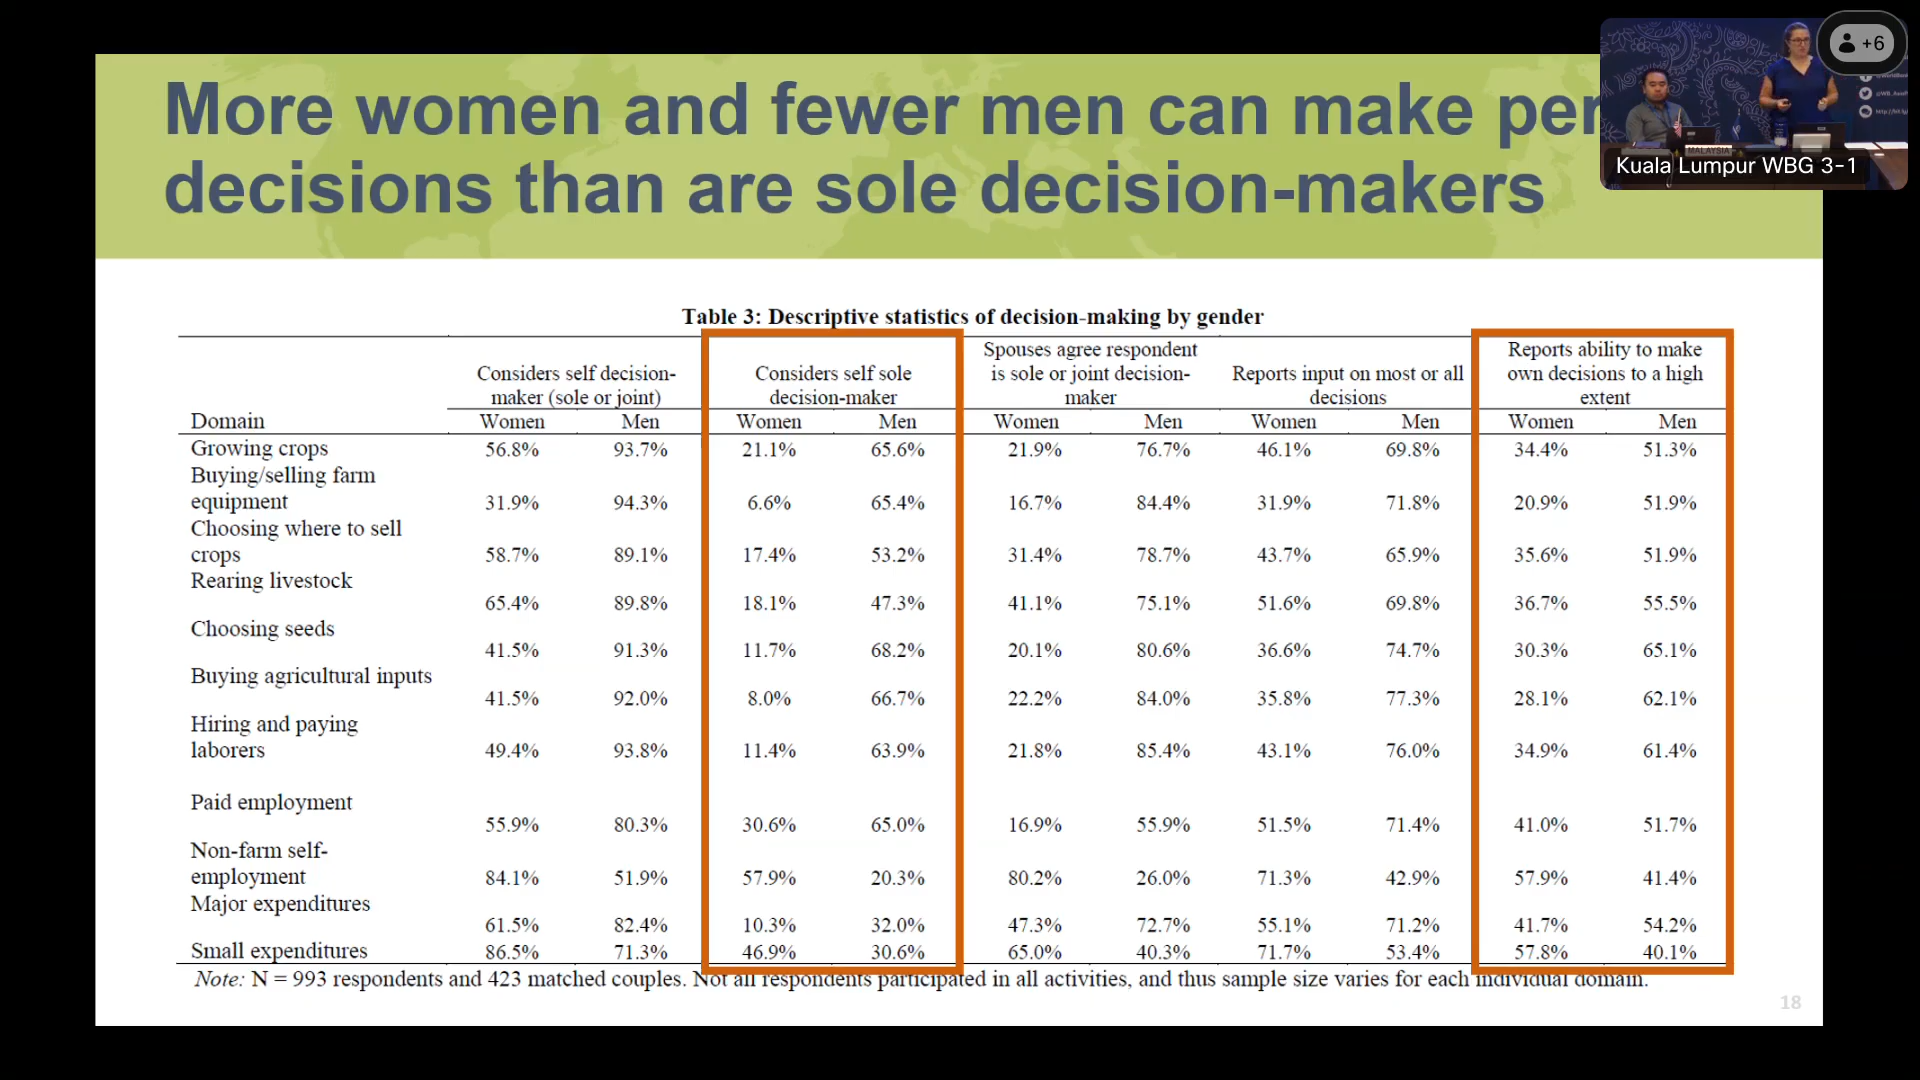 More women and fewer men can make per
decisions than are sole decision-makers
+6
MALAYSIA
Kuala Lumpur WBG 3-1
Table 3: Descriptive statistics of decision-making by gender
Domain
Considers self decision-maker (sole or joint)
Considers self sole decision-maker
Spouses agree respondent is sole or joint decision-maker
Reports input on most or all decisions
Reports ability to make own decisions to a high extent
Women Men Women Men Women Men Women Men Women Men
Growing crops 56.8% 93.7% 21.1% 65.6% 21.9% 76.7% 46.1% 69.8% 34.4% 51.3%
Buying/selling farm equipment 31.9% 94.3% 6.6% 65.4% 16.7% 84.4% 31.9% 71.8% 20.9% 51.9%
Choosing where to sell crops 58.7% 89.1% 17.4% 53.2% 31.4% 78.7% 43.7% 65.9% 35.6% 51.9%
Rearing livestock 65.4% 89.8% 18.1% 47.3% 41.1% 75.1% 51.6% 69.8% 36.7% 55.5%
Choosing seeds 41.5% 91.3% 11.7% 68.2% 20.1% 80.6% 36.6% 74.7% 30.3% 65.1%
Buying agricultural inputs 41.5% 92.0% 8.0% 66.7% 22.2% 84.0% 35.8% 77.3% 28.1% 62.1%
Hiring and paying laborers 49.4% 93.8% 11.4% 63.9% 21.8% 85.4% 43.1% 76.0% 34.9% 61.4%
Paid employment 55.9% 80.3% 30.6% 65.0% 16.9% 55.9% 51.5% 71.4% 41.0% 51.7%
Non-farm self-employment 84.1% 51.9% 57.9% 20.3% 80.2% 26.0% 71.3% 42.9% 57.9% 41.4%
Major expenditures 61.5% 82.4% 10.3% 32.0% 47.3% 72.7% 55.1% 71.2% 41.7% 54.2%
Small expenditures 86.5% 71.3% 46.9% 30.6% 65.0% 40.3% 71.7% 53.4% 57.8% 40.1%
Note: N = 993 respondents and 423 matched couples. Not all respondents participated in all activities, and thus sample size varies for each individual domain.
18